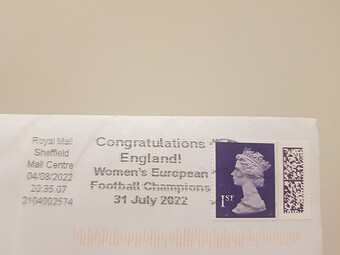 Royal Mail
Sheffield
Mail Centre
04/08/2022
20:35:07
3104002574
Congratulations
England!
Women's European
Football Champions
31 July 2022
1ST